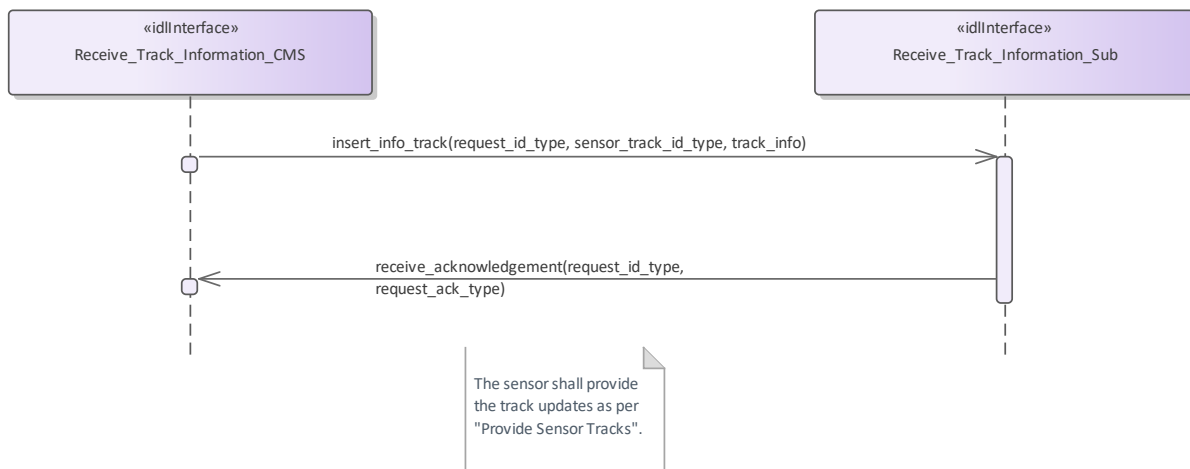 «idlInterface»
Receive_Track_Information_CMS
«idlInterface»
Receive_Track_Information_Sub
insert_info_track(request_id_type, sensor_track_id_type, track_info)
receive_acknowledgement(request_id_type,
request_ack_type)
The sensor shall provide
the track updates as per
"Provide Sensor Tracks".